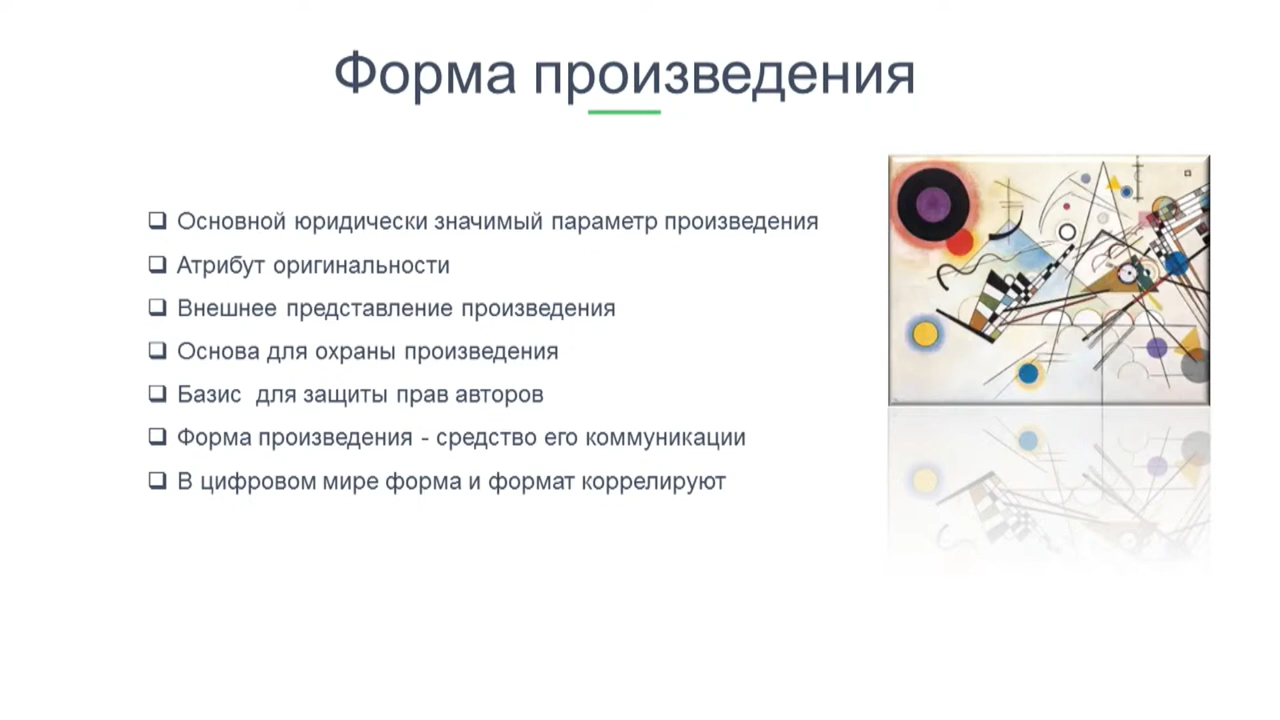 Форма произведения
❑ Основной юридически значимый параметр произведения
❑ Атрибут оригинальности
❑ Внешнее представление произведения
❑ Основа для охраны произведения
❑ Базис  для защиты прав авторов
❑ Форма произведения - средство его коммуникации
❑ В цифровом мире форма и формат коррелируют